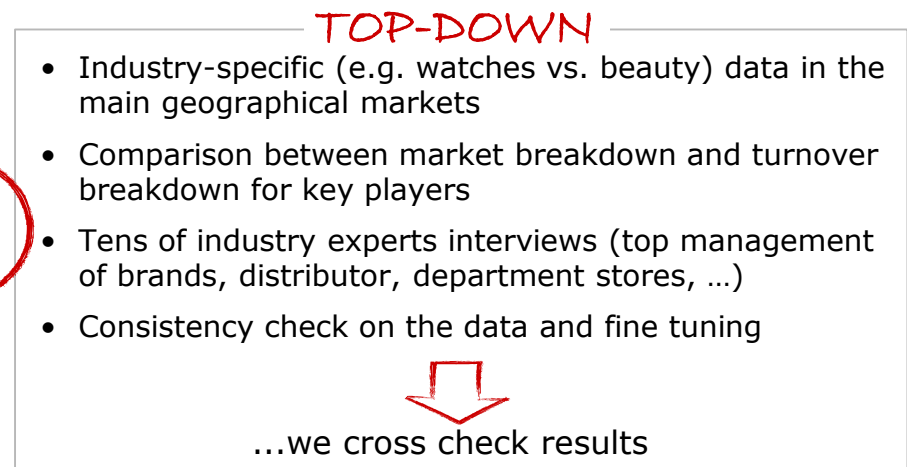 TOP-DOWN
• Industry-specific (e.g. watches vs. beauty) data in the
main geographical markets
• Comparison between market breakdown and turnover
breakdown for key players
• Tens of industry experts interviews (top management
of brands, distributor, department stores, …)
• Consistency check on the data and fine tuning
...we cross check results